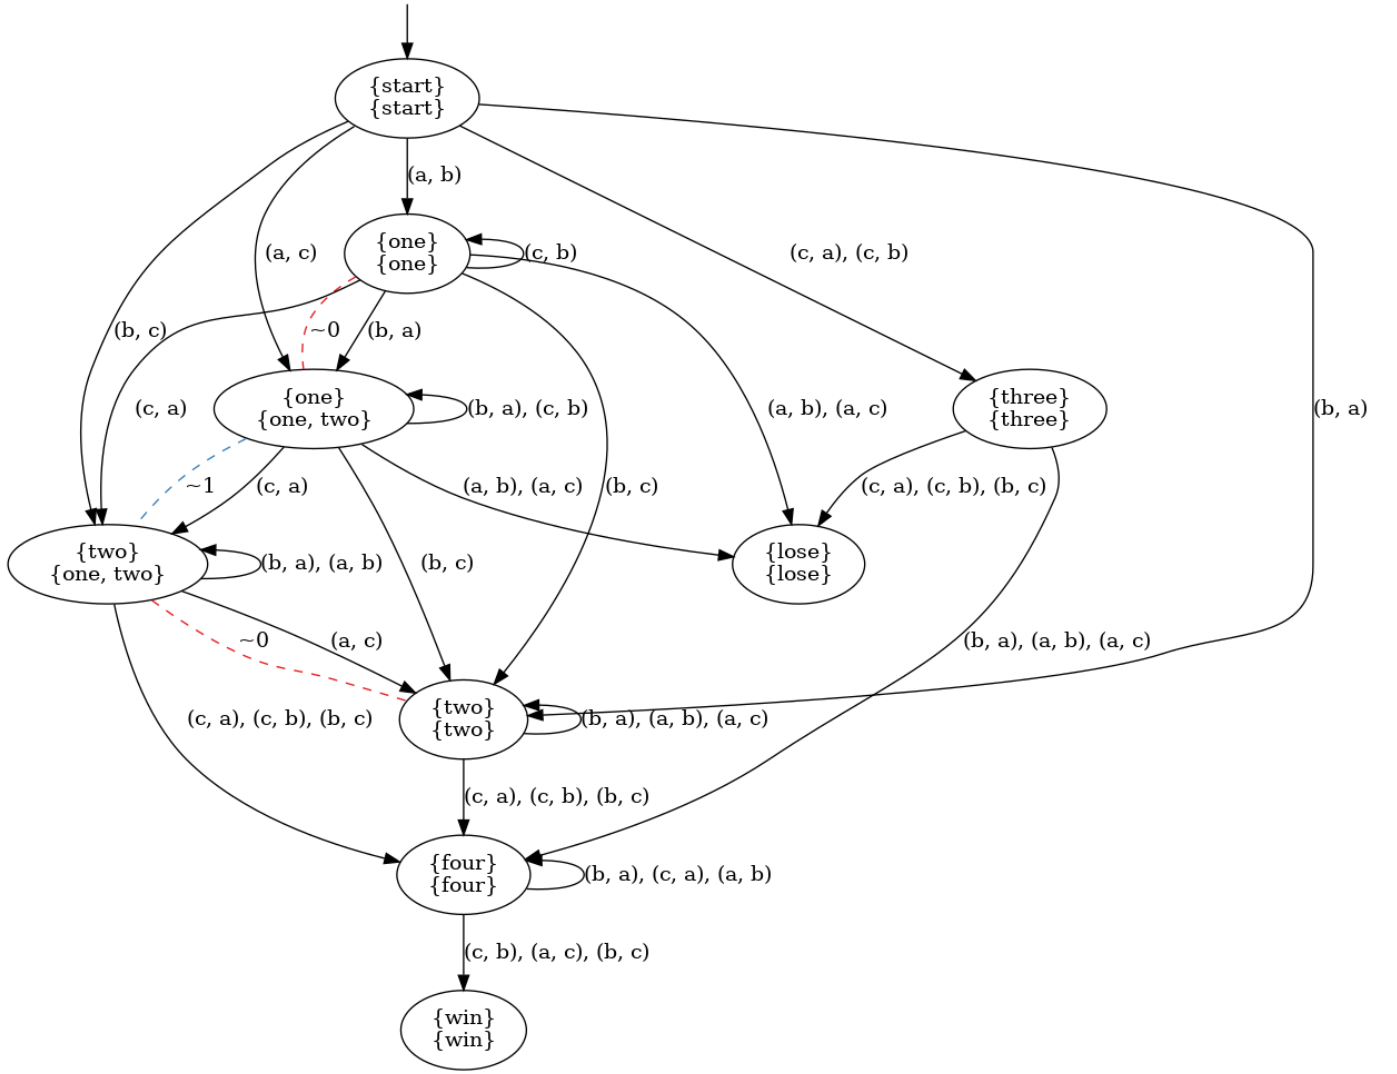 {start}
{start}
(a, b)
{one}
{one}
(c, b)
(a, c)
(c, a), (c, b)
(b, c)
~0
(b, a)
{one}
{one, two}
(b, a), (c, b)
(c, a)
(a, b), (a, c)
{three}
{three}
(b, a)
~1
(c, a)
(a, b), (a, c)
(b, c)
(c, a), (c, b), (b, c)
{two}
{one, two}
(b, a), (a, b)
(b, c)
{lose}
{lose}
~0
(a, c)
(b, a), (a, b), (a, c)
(c, a), (c, b), (b, c)
{two}
{two}
(b, a), (a, b), (a, c)
(c, a), (c, b), (b, c)
{four}
{four}
(b, a), (c, a), (a, b)
(c, b), (a, c), (b, c)
{win}
{win}